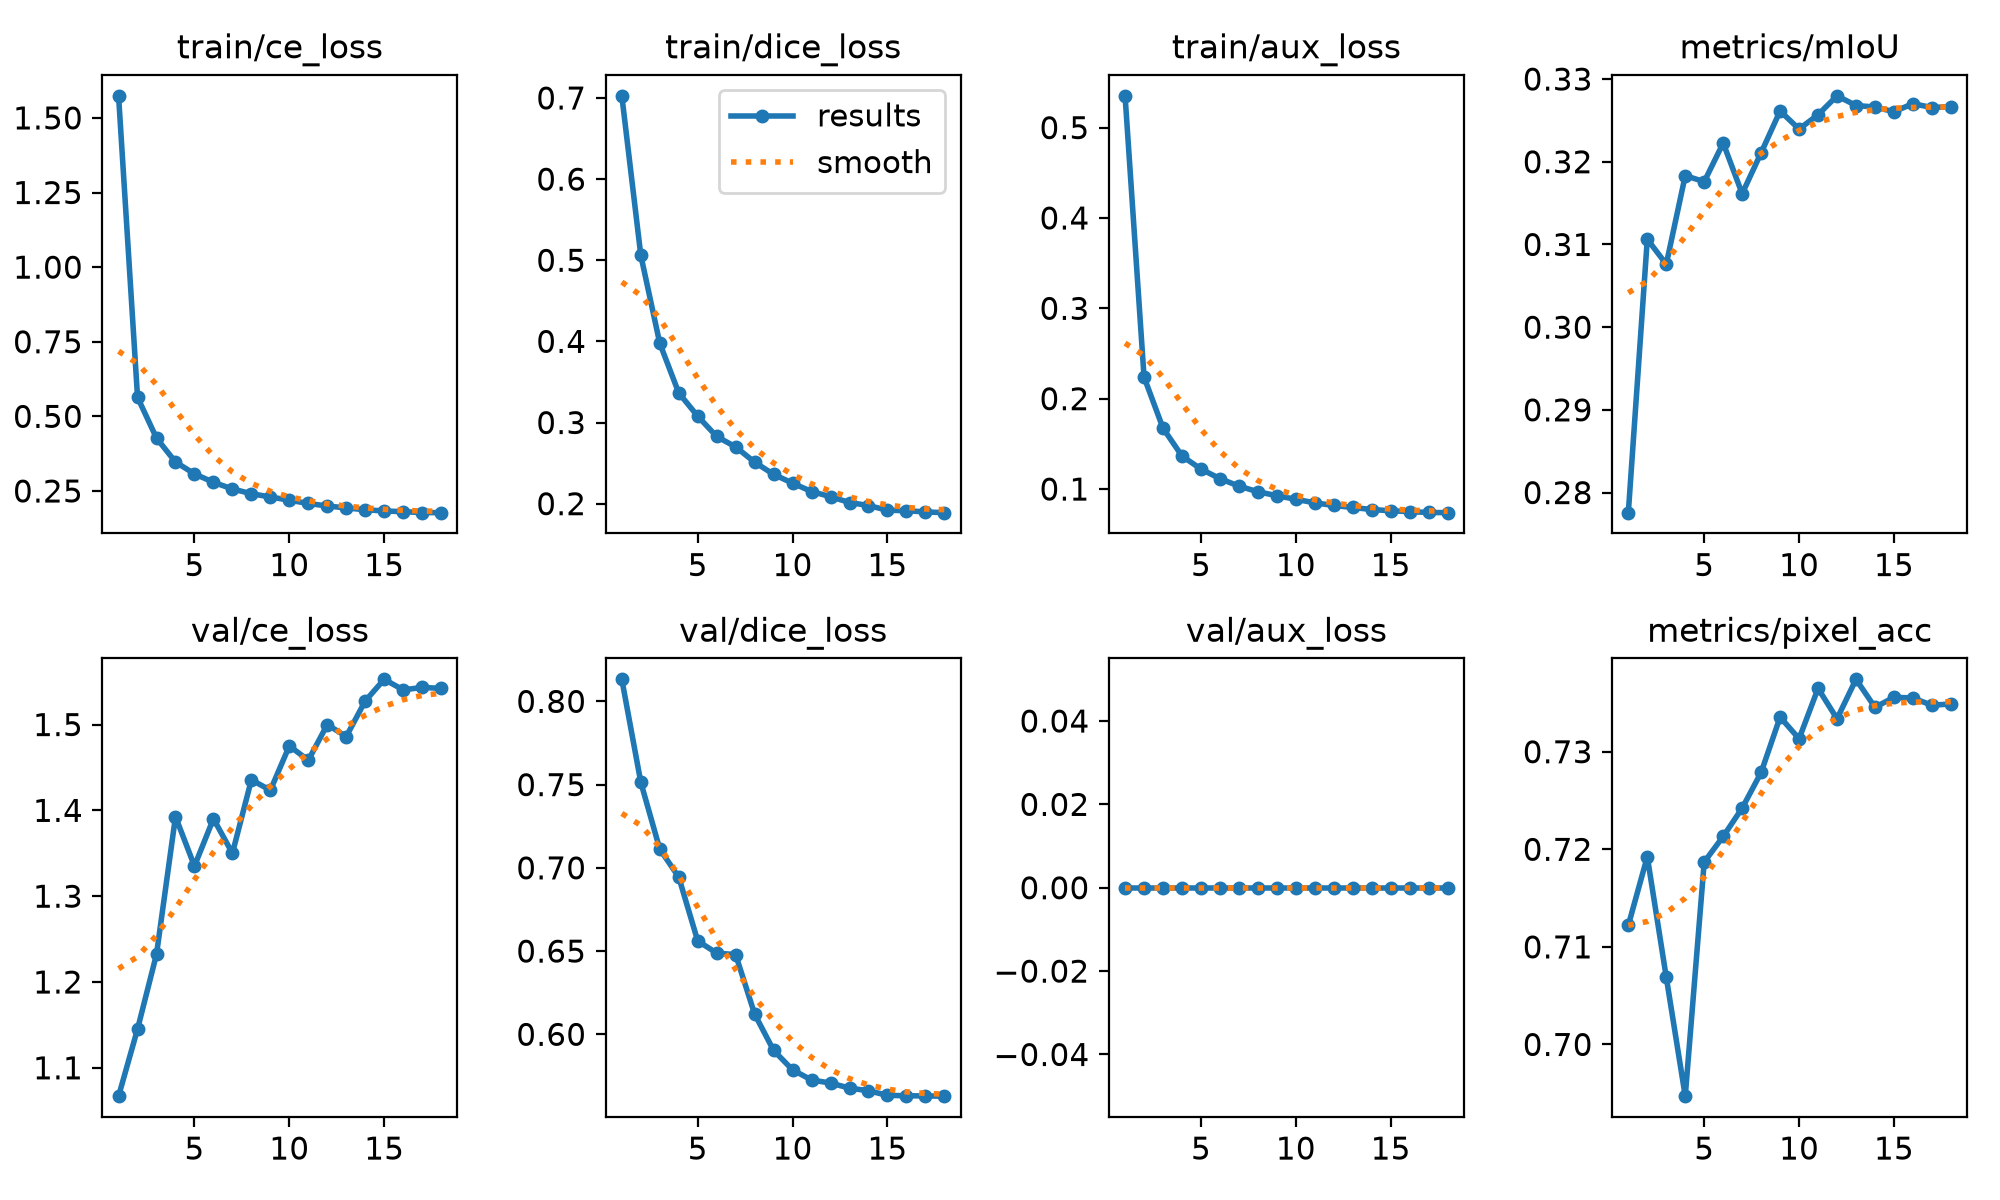 train/ce_loss
1.50
1.25
1.00
0.75
0.50
0.25
5 10 15
train/dice_loss
results
smooth
0.7
0.6
0.5
0.4
0.3
0.2
5 10 15
train/aux_loss
0.5
0.4
0.3
0.2
0.1
5 10 15
metrics/mIoU
0.33
0.32
0.31
0.30
0.29
0.28
5 10 15
val/ce_loss
1.5
1.4
1.3
1.2
1.1
5 10 15
val/dice_loss
0.80
0.75
0.70
0.65
0.60
5 10 15
val/aux_loss
0.04
0.02
0.00
−0.02
−0.04
5 10 15
metrics/pixel_acc
0.73
0.72
0.71
0.70
5 10 15